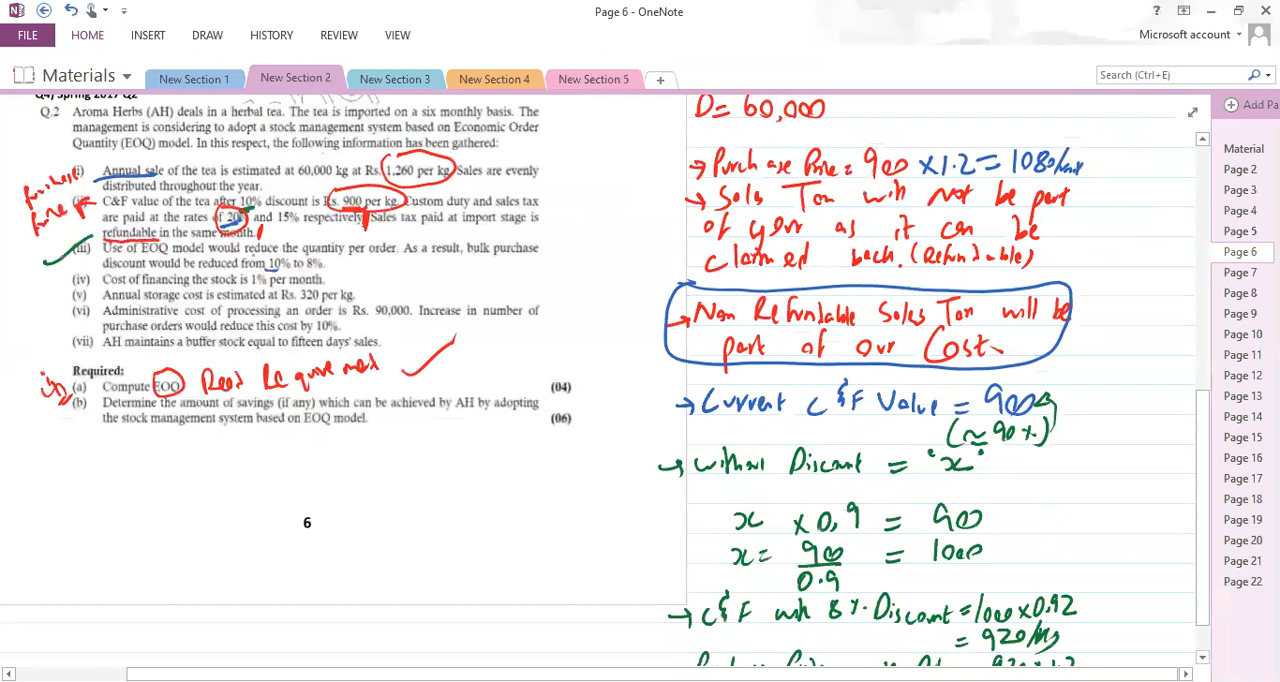 Page 6 - OneNote
FILE HOME INSERT DRAW HISTORY REVIEW VIEW
Microsoft account
Materials
New Section 1
New Section 2
New Section 3
New Section 4
New Section 5
Search (Ctrl+E)
Q4) Spring 2017 Q2
Q.2 Aroma Herbs (AH) deals in a herbal tea. The tea is imported on a six monthly basis. The
management is considering to adopt a stock management system based on Economic Order
Quantity (EOQ) model. In this respect, the following information has been gathered:
(i) Annual sale of the tea is estimated at 60,000 kg at Rs. 1,260 per kg. Sales are evenly
distributed throughout the year.
C&F value of the tea after 10% discount is Rs. 900 per kg. Custom duty and sales tax
are paid at the rates of 20% and 15% respectively. Sales tax paid at import stage is
refundable in the same month.
(iii) Use of EOQ model would reduce the quantity per order. As a result, bulk purchase
discount would be reduced from 10% to 8%.
(iv) Cost of financing the stock is 1% per month.
(v) Annual storage cost is estimated at Rs. 320 per kg.
(vi) Administrative cost of processing an order is Rs. 90,000. Increase in number of
purchase orders would reduce this cost by 10%.
(vii) AH maintains a buffer stock equal to fifteen days' sales.
Required:
(a) Compute EOQ Read Requirement (04)
(b) Determine the amount of savings (if any) which can be achieved by AH by adopting
the stock management system based on EOQ model. (06)
6
Purchase
D = 60,000
→ Purchase Price = 900 x1.2 = 1080/unit
→ Sales Tax will not be part
of your as it can be
claimed back. (Refundable)
→ Non Refundable Sales Tax will be
part of our Cost.
→ Current C&F Value = 900
→ without Discount = "x"
x x 0.9 = 900
x = 900 = 1000
0.9
→ C&F with 8% Discount = 1000 x 0.92
= 920/kg
920 x 1.2
Add Pa
Material
Page 2
Page 3
Page 4
Page 5
Page 6
Page 7
Page 8
Page 9
Page 10
Page 11
Page 12
Page 13
Page 14
Page 15
Page 16
Page 17
Page 18
Page 19
Page 20
Page 21
Page 22